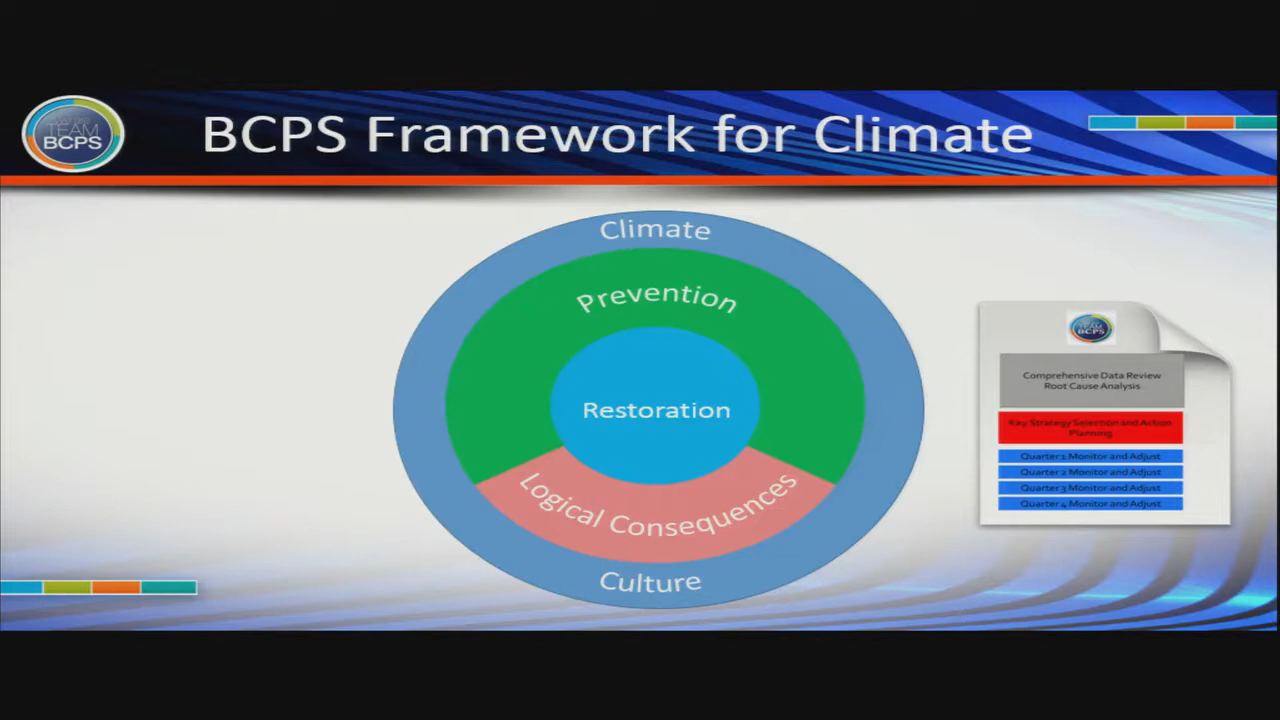 TEAM
BCPS
BCPS Framework for Climate
Climate
Prevention
Restoration
Logical Consequences
Culture
TEAM
BCPS
Comprehensive Data Review
Root Cause Analysis
Key Strategy Selection and Action
Planning
Quarter 1 Monitor and Adjust
Quarter 2 Monitor and Adjust
Quarter 3 Monitor and Adjust
Quarter 4 Monitor and Adjust